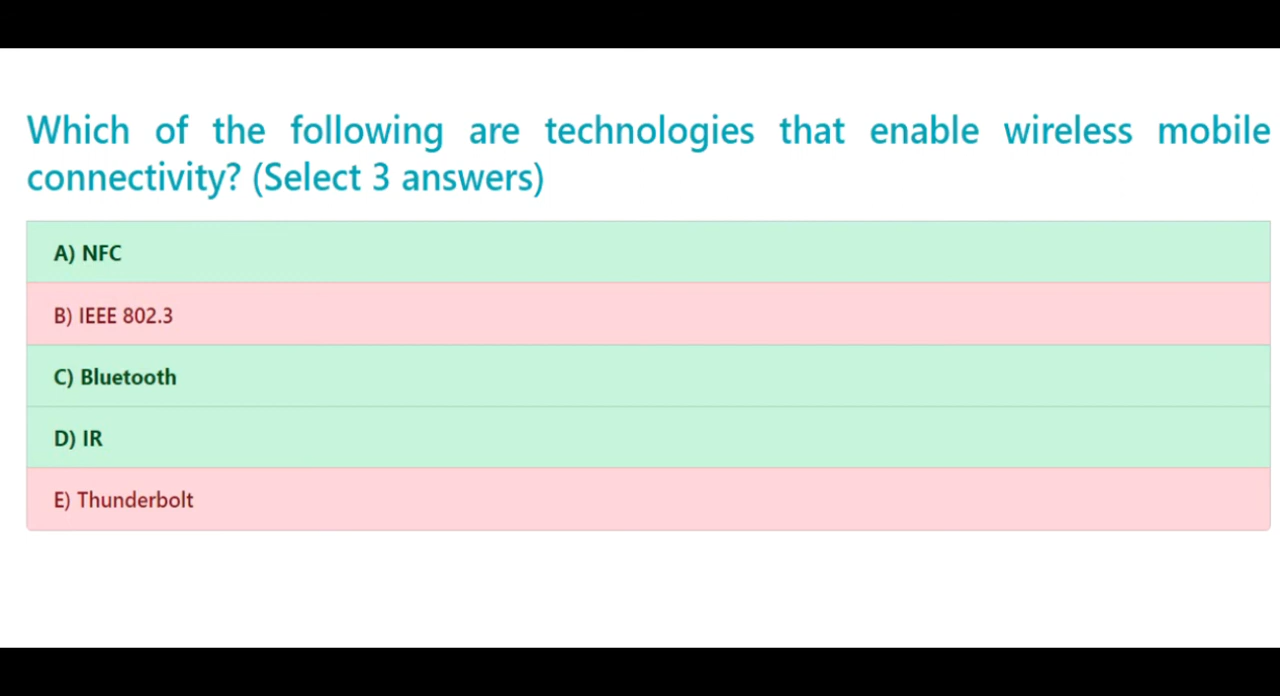 Which of the following are technologies that enable wireless mobile
connectivity? (Select 3 answers)
A) NFC
B) IEEE 802.3
C) Bluetooth
D) IR
E) Thunderbolt